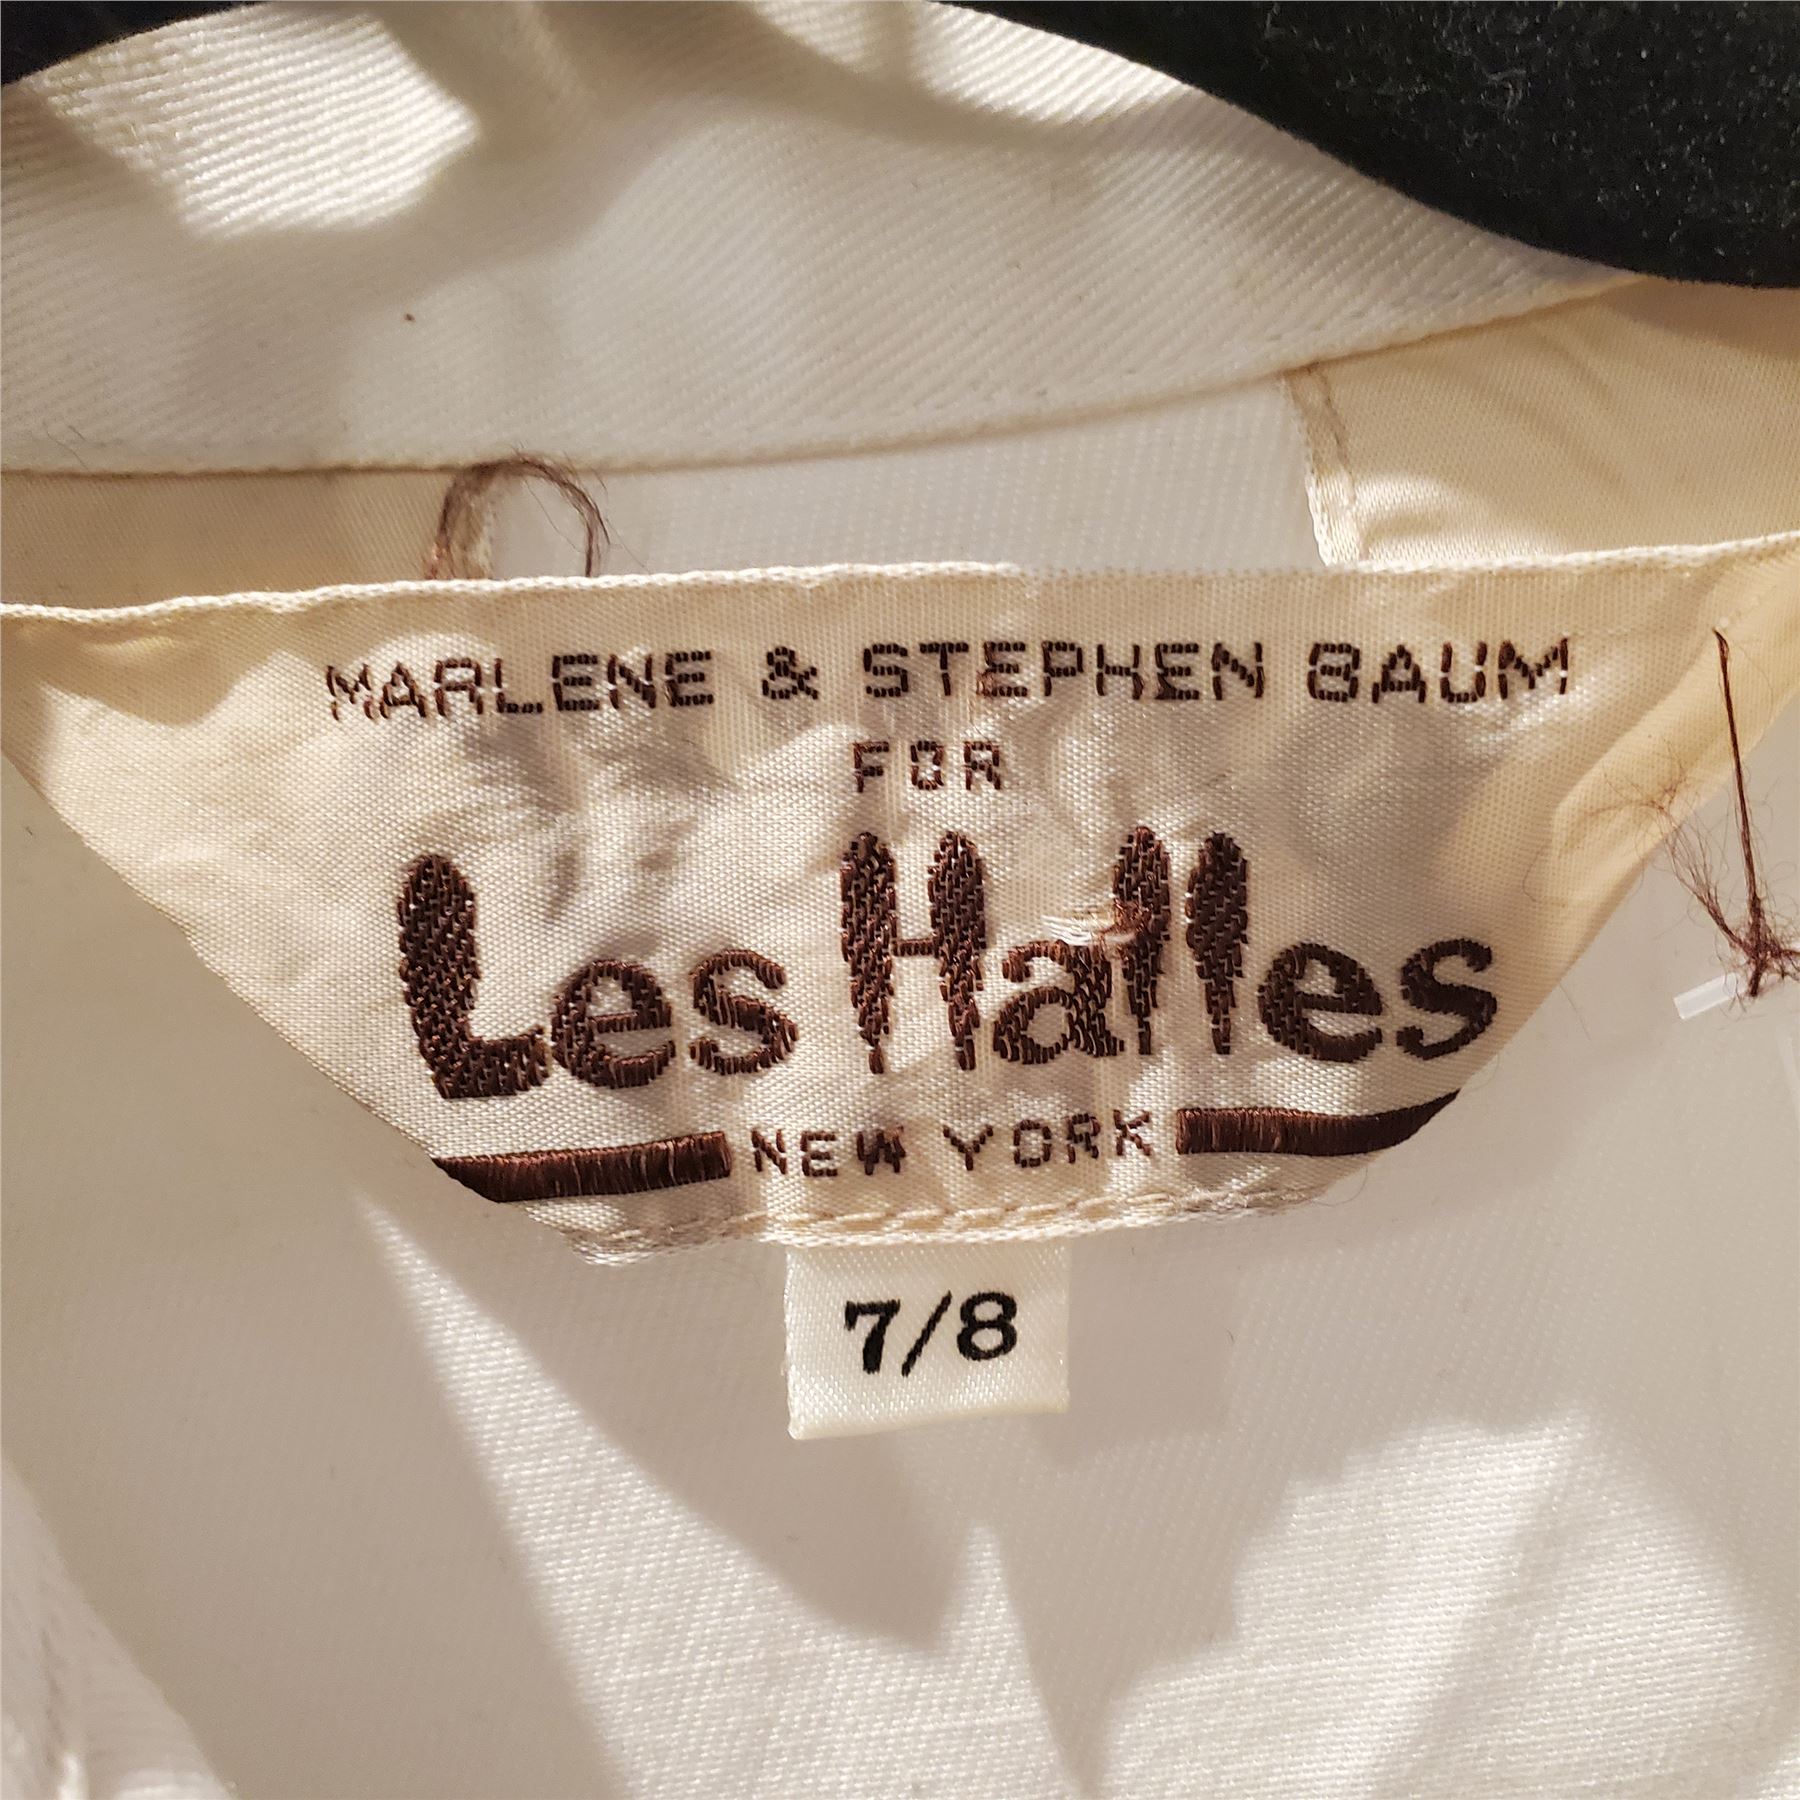 MARLENE & STEPHEN BAUM
FOR
Les Halles
NEW YORK
7/8